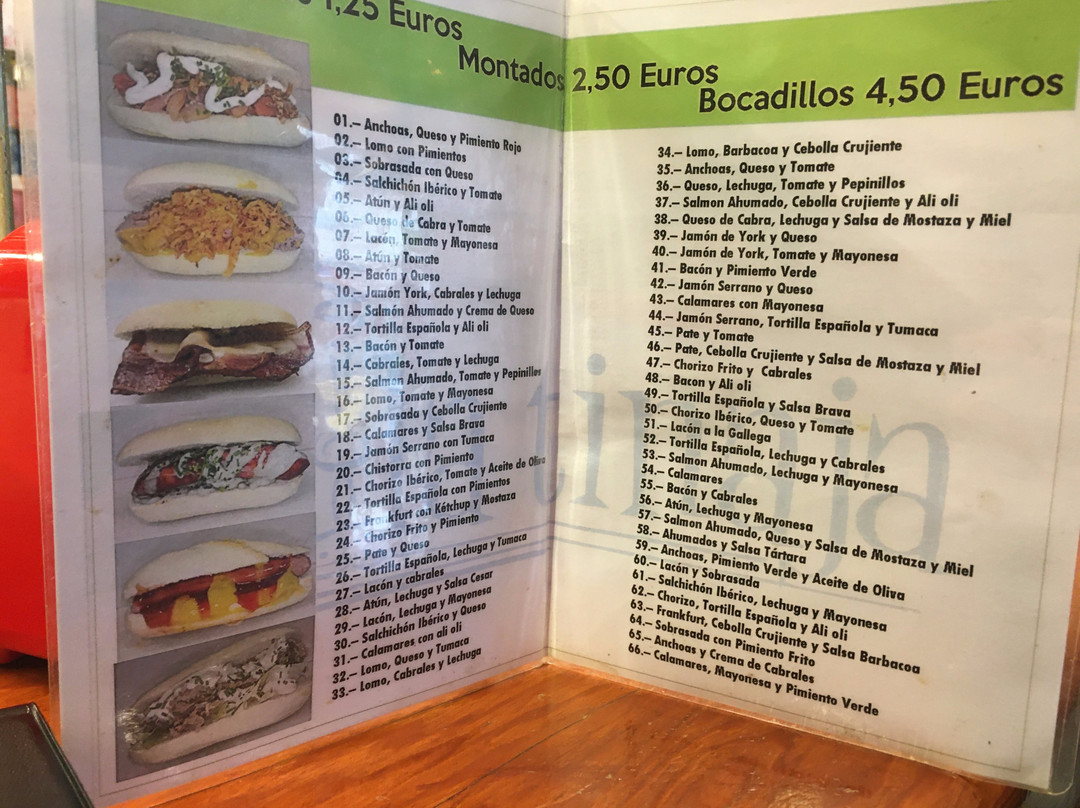 1,25 Euros
Montados 2,50 Euros
Bocadillos 4,50 Euros
01.– Anchoas, Queso y Pimiento Rojo
02.– Lomo con Pimientos
03.– Sobrasada con Queso
04.– Salchichón Ibérico y Tomate
05.– Atún y Ali oli
06.– Queso de Cabra y Tomate
07.– Lacón, Tomate y Mayonesa
08.– Atún y Tomate
09.– Bacón y Queso
10.– Jamón York, Cabrales y Lechuga
11.– Salmón Ahumado y Crema de Queso
12.– Tortilla Española y Ali oli
13.– Bacón y Tomate
14.– Cabrales, Tomate y Lechuga
15.– Salmon Ahumado, Tomate y Pepinillos
16.– Lomo, Tomate y Mayonesa
17.– Sobrasada y Cebolla Crujiente
18.– Calamares y Salsa Brava
19.– Jamón Serrano con Tumaca
20.– Chistorra con Pimiento
21.– Chorizo Ibérico, Tomate y Aceite de Oliva
22.– Tortilla Española con Pimientos
23.– Frankfurt con Kétchup y Mostaza
24.– Chorizo Frito y Pimiento
25.– Pate y Queso
26.– Tortilla Española, Lechuga y Tumaca
27.– Lacón y cabrales
28.– Atún, Lechuga y Salsa Cesar
29.– Lacón, Lechuga y Mayonesa
30.– Salchichón Ibérico y Queso
31.– Calamares con ali oli
32.– Lomo, Queso y Tumaca
33.– Lomo, Cabrales y Lechuga
34.– Lomo, Barbacoa y Cebolla Crujiente
35.– Anchoas, Queso y Tomate
36.– Queso, Lechuga, Tomate y Pepinillos
37.– Salmon Ahumado, Cebolla Crujiente y Ali oli
38.– Queso de Cabra, Lechuga y Salsa de Mostaza y Miel
39.– Jamón de York y Queso
40.– Jamón de York, Tomate y Mayonesa
41.– Bacón y Pimiento Verde
42.– Jamón Serrano y Queso
43.– Calamares con Mayonesa
44.– Jamón Serrano, Tortilla Española y Tumaca
45.– Pate y Tomate
46.– Pate, Cebolla Crujiente y Salsa de Mostaza y Miel
47.– Chorizo Frito y Cabrales
48.– Bacon y Ali oli
49.– Tortilla Española y Salsa Brava
50.– Chorizo Ibérico, Queso y Tomate
51.– Lacón a la Gallega
52.– Tortilla Española, Lechuga y Cabrales
53.– Salmon Ahumado, Lechuga y Mayonesa
54.– Calamares
55.– Bacón y Cabrales
56.– Atún, Lechuga y Mayonesa
57.– Salmon Ahumado, Queso y Salsa de Mostaza y Miel
58.– Ahumados y Salsa Tártara
59.– Anchoas, Pimiento Verde y Aceite de Oliva
60.– Lacón y Sobrasada
61.– Salchichón Ibérico, Lechuga y Mayonesa
62.– Chorizo, Tortilla Española y Ali oli
63.– Frankfurt, Cebolla Crujiente y Salsa Barbacoa
64.– Sobrasada con Pimiento Frito
65.– Anchoas y Crema de Cabrales
66.– Calamares, Mayonesa y Pimiento Verde
tinaja